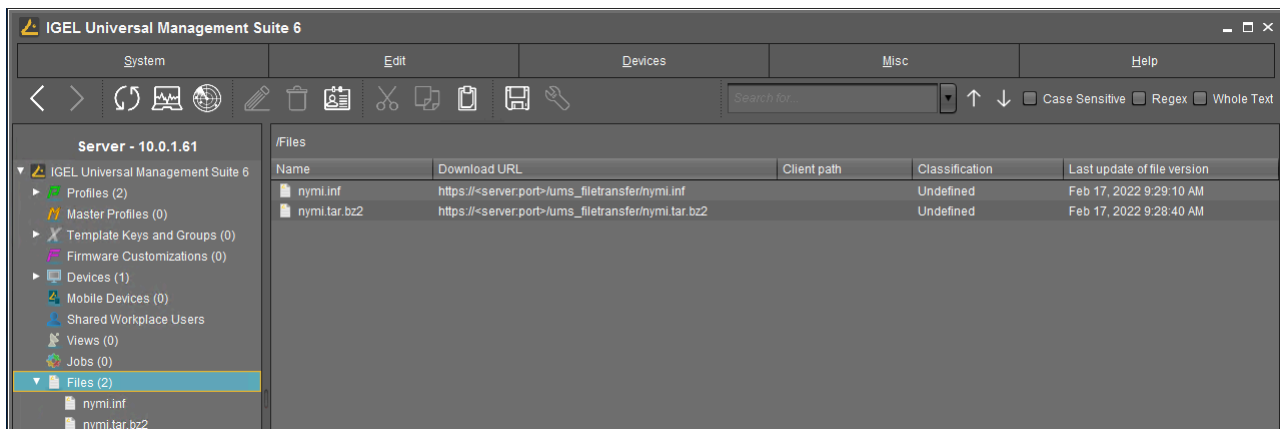 IGEL Universal Management Suite 6
System Edit Devices Misc Help
Search for... Case Sensitive Regex Whole Text
Server - 10.0.1.61
IGEL Universal Management Suite 6
Profiles (2)
Master Profiles (0)
Template Keys and Groups (0)
Firmware Customizations (0)
Devices (1)
Mobile Devices (0)
Shared Workplace Users
Views (0)
Jobs (0)
Files (2)
nymi.inf
nymi.tar.bz2
/Files
Name Download URL Client path Classification Last update of file version
nymi.inf https://<server:port>/ums_filetransfer/nymi.inf Undefined Feb 17, 2022 9:29:10 AM
nymi.tar.bz2 https://<server:port>/ums_filetransfer/nymi.tar.bz2 Undefined Feb 17, 2022 9:28:40 AM